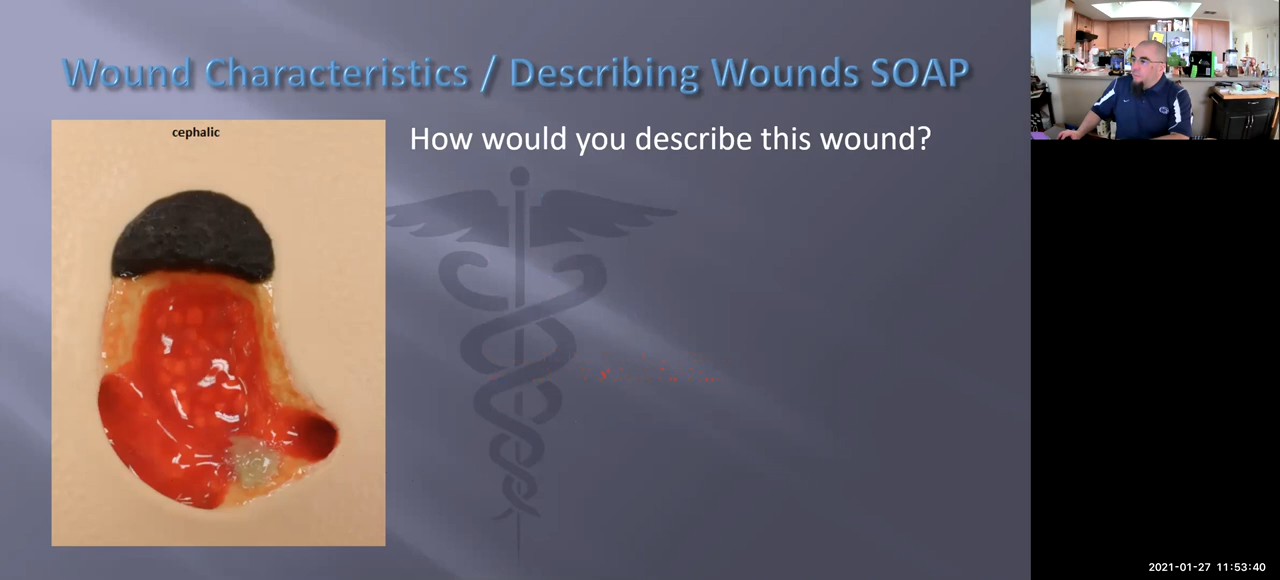 Wound Characteristics / Describing Wounds SOAP
cephalic
How would you describe this wound?
2021-01-27 11:53:40